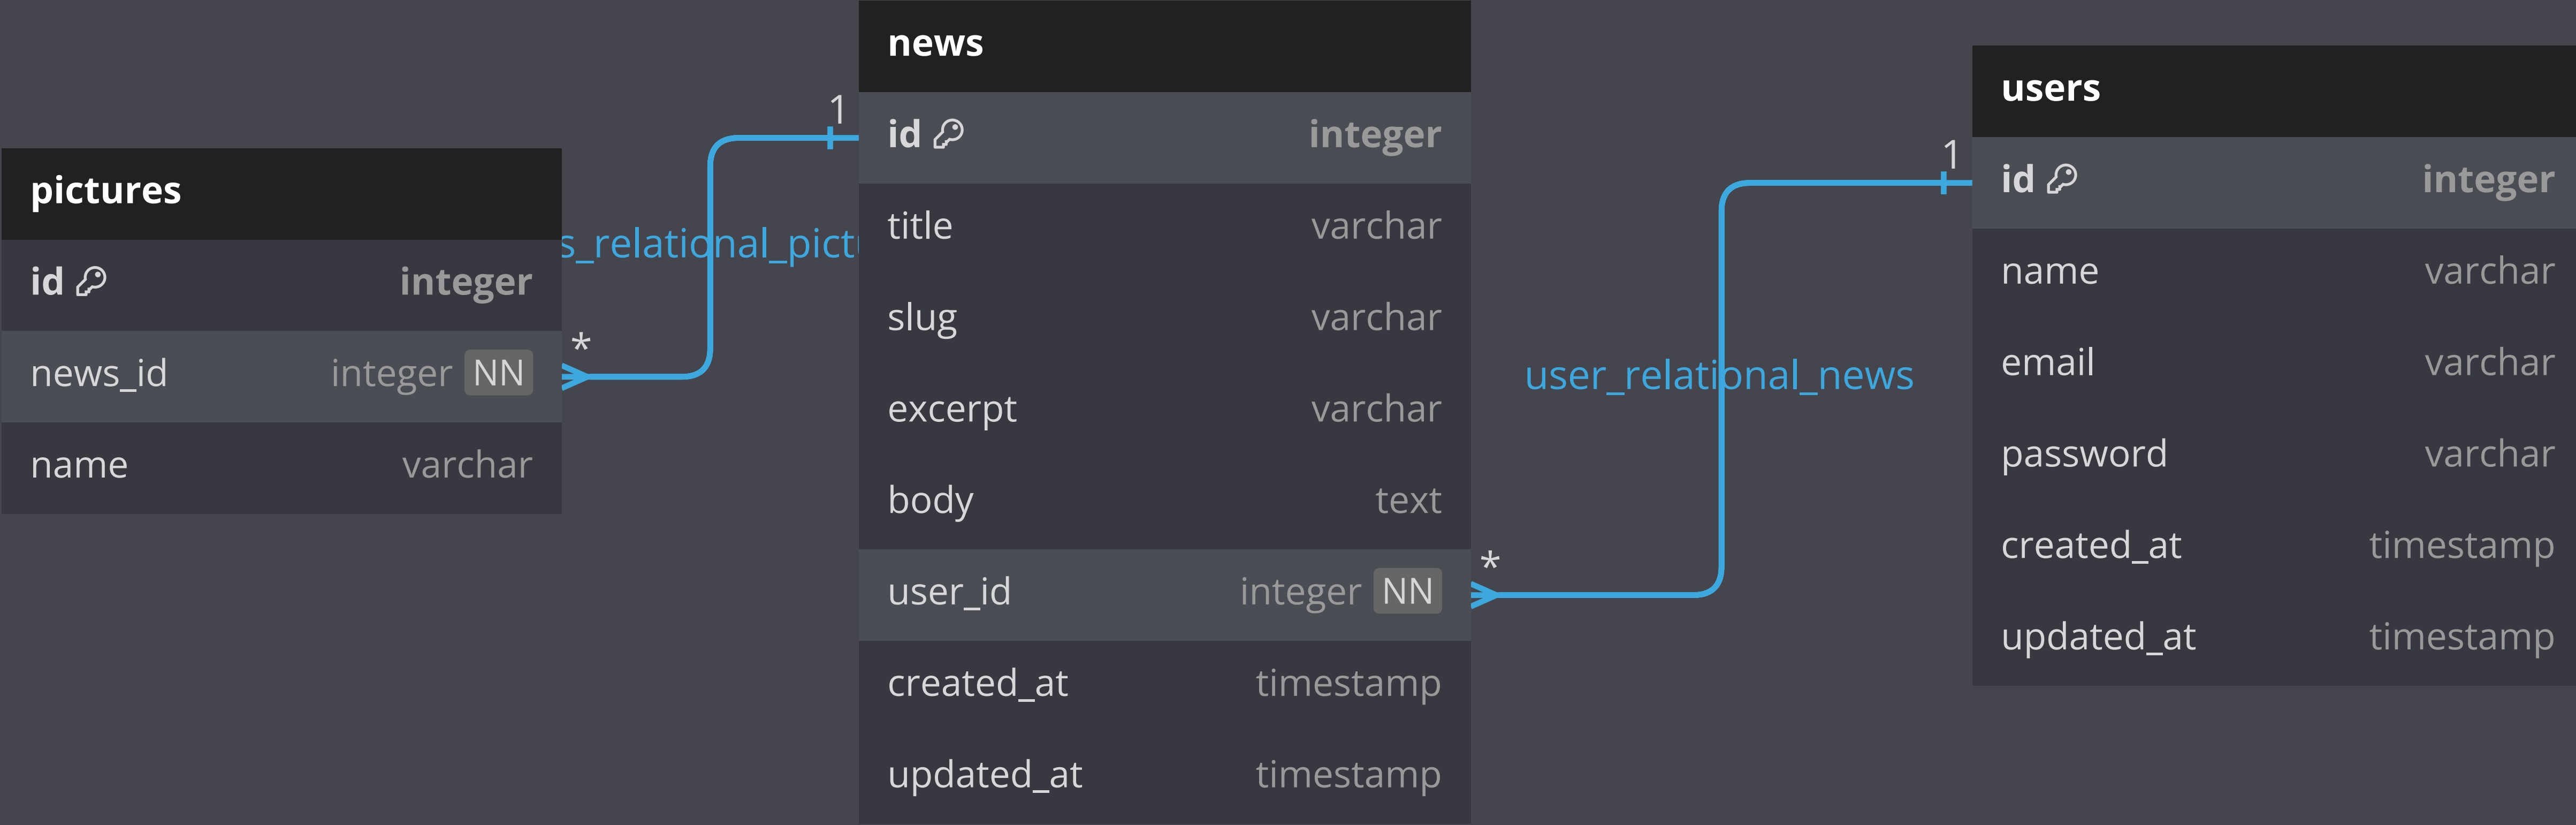 pictures
id integer
news_id integer NN
name varchar
*
1
s_relational_pict
news
id integer
title varchar
slug varchar
excerpt varchar
body text
user_id integer NN
created_at timestamp
updated_at timestamp
*
1
user_relational_news
users
id integer
name varchar
email varchar
password varchar
created_at timestamp
updated_at timestamp